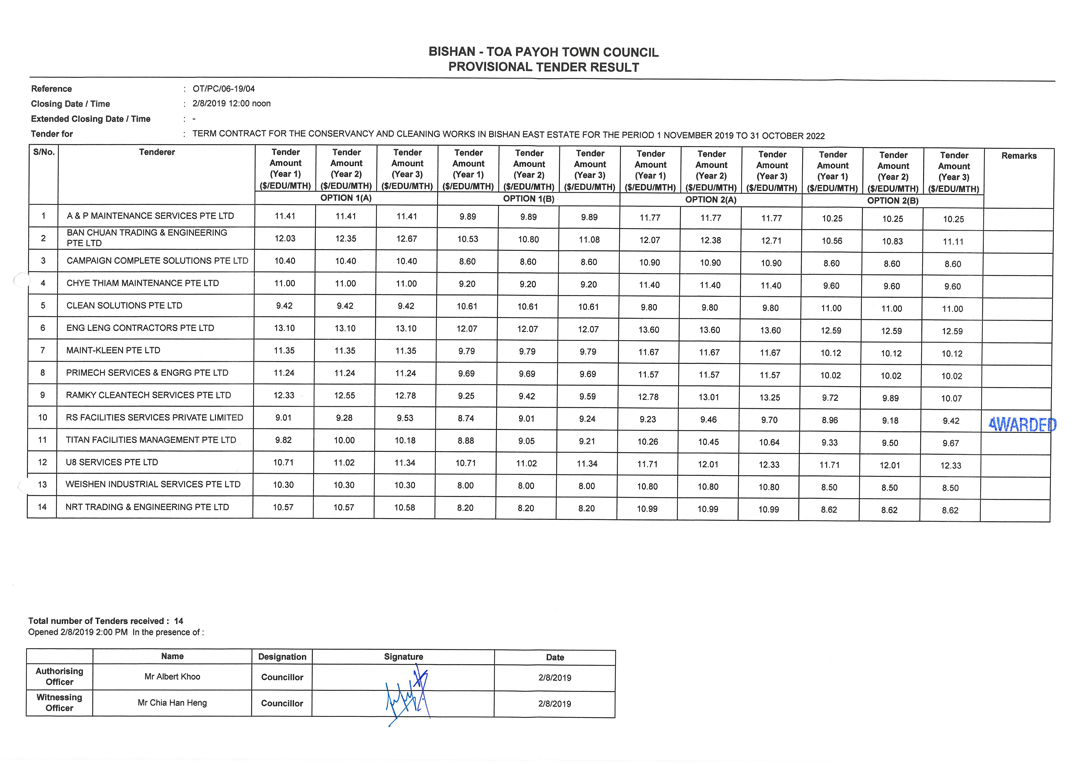 BISHAN - TOA PAYOH TOWN COUNCIL
PROVISIONAL TENDER RESULT
Reference : OT/PC/06-19/04
Closing Date / Time : 2/8/2019 12:00 noon
Extended Closing Date / Time : -
Tender for : TERM CONTRACT FOR THE CONSERVANCY AND CLEANING WORKS IN BISHAN EAST ESTATE FOR THE PERIOD 1 NOVEMBER 2019 TO 31 OCTOBER 2022
S/No. Tenderer Tender Tender Tender Tender Tender Tender Tender Tender Tender Tender Tender Tender Remarks
Amount Amount Amount Amount Amount Amount Amount Amount Amount Amount Amount Amount
(Year 1) (Year 2) (Year 3) (Year 1) (Year 2) (Year 3) (Year 1) (Year 2) (Year 3) (Year 1) (Year 2) (Year 3)
($/EDU/MTH) ($/EDU/MTH) ($/EDU/MTH) ($/EDU/MTH) ($/EDU/MTH) ($/EDU/MTH) ($/EDU/MTH) ($/EDU/MTH) ($/EDU/MTH) ($/EDU/MTH) ($/EDU/MTH) ($/EDU/MTH)
OPTION 1(A) OPTION 1(B) OPTION 2(A) OPTION 2(B)
1 A & P MAINTENANCE SERVICES PTE LTD 11.41 11.41 11.41 9.89 9.89 9.89 11.77 11.77 11.77 10.25 10.25 10.25
2 BAN CHUAN TRADING & ENGINEERING
PTE LTD 12.03 12.35 12.67 10.53 10.80 11.08 12.07 12.38 12.71 10.56 10.83 11.11
3 CAMPAIGN COMPLETE SOLUTIONS PTE LTD 10.40 10.40 10.40 8.60 8.60 8.60 10.90 10.90 10.90 8.60 8.60 8.60
4 CHYE THIAM MAINTENANCE PTE LTD 11.00 11.00 11.00 9.20 9.20 9.20 11.40 11.40 11.40 9.60 9.60 9.60
5 CLEAN SOLUTIONS PTE LTD 9.42 9.42 9.42 10.61 10.61 10.61 9.80 9.80 9.80 11.00 11.00 11.00
6 ENG LENG CONTRACTORS PTE LTD 13.10 13.10 13.10 12.07 12.07 12.07 13.60 13.60 13.60 12.59 12.59 12.59
7 MAINT-KLEEN PTE LTD 11.35 11.35 11.35 9.79 9.79 9.79 11.67 11.67 11.67 10.12 10.12 10.12
8 PRIMECH SERVICES & ENGRG PTE LTD 11.24 11.24 11.24 9.69 9.69 9.69 11.57 11.57 11.57 10.02 10.02 10.02
9 RAMKY CLEANTECH SERVICES PTE LTD 12.33 12.55 12.78 9.25 9.42 9.59 12.78 13.01 13.25 9.72 9.89 10.07
10 RS FACILITIES SERVICES PRIVATE LIMITED 9.01 9.28 9.53 8.74 9.01 9.24 9.23 9.46 9.70 8.96 9.18 9.42 AWARDED
11 TITAN FACILITIES MANAGEMENT PTE LTD 9.82 10.00 10.18 8.88 9.05 9.21 10.26 10.45 10.64 9.33 9.50 9.67
12 U8 SERVICES PTE LTD 10.71 11.02 11.34 10.71 11.02 11.34 11.71 12.01 12.33 11.71 12.01 12.33
13 WEISHEN INDUSTRIAL SERVICES PTE LTD 10.30 10.30 10.30 8.00 8.00 8.00 10.80 10.80 10.80 8.50 8.50 8.50
14 NRT TRADING & ENGINEERING PTE LTD 10.57 10.57 10.58 8.20 8.20 8.20 10.99 10.99 10.99 8.62 8.62 8.62
Total number of Tenders received : 14
Opened 2/8/2019 2:00 PM In the presence of :
Name Designation Signature Date
Authorising
Officer Mr Albert Khoo Councillor 2/8/2019
Witnessing
Officer Mr Chia Han Heng Councillor 2/8/2019